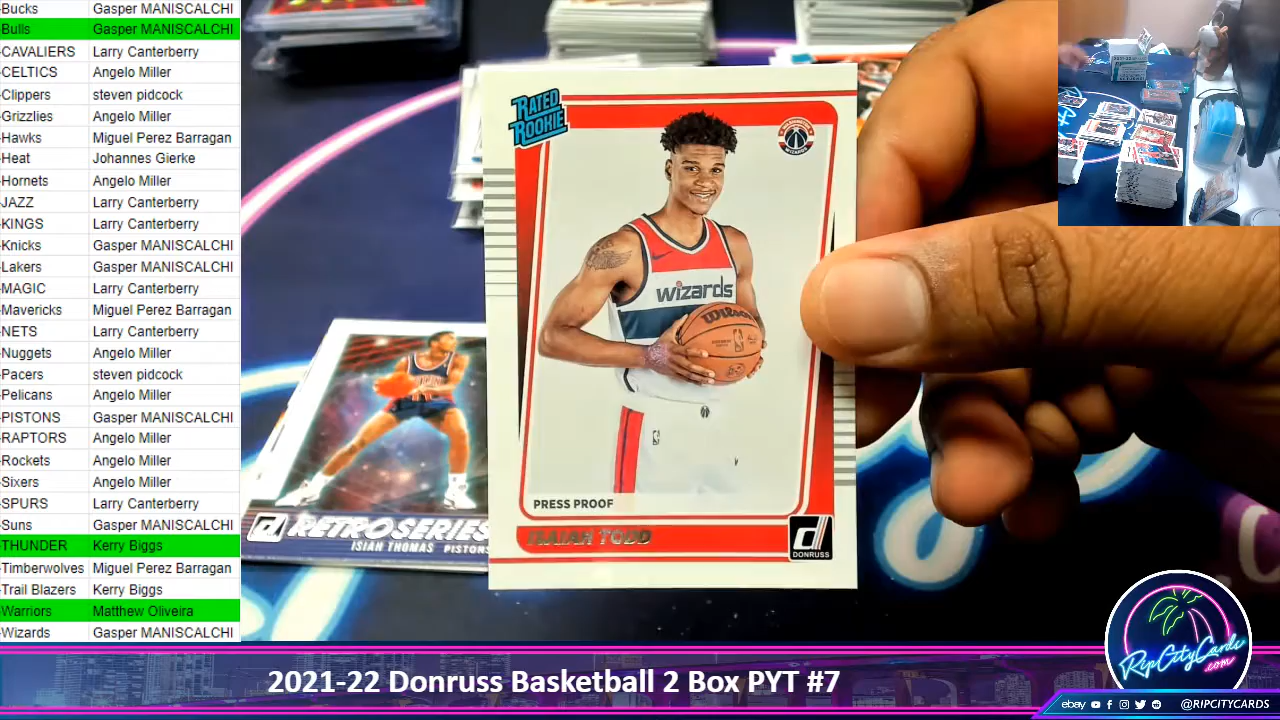 -Bucks Gasper MANISCALCHI
-Bulls Gasper MANISCALCHI
-CAVALIERS Larry Canterberry
-CELTICS Angelo Miller
-Clippers steven pidcock
-Grizzlies Angelo Miller
-Hawks Miguel Perez Barragan
-Heat Johannes Gierke
-Hornets Angelo Miller
-JAZZ Larry Canterberry
-KINGS Larry Canterberry
-Knicks Gasper MANISCALCHI
-Lakers Gasper MANISCALCHI
-MAGIC Larry Canterberry
-Mavericks Miguel Perez Barragan
-NETS Larry Canterberry
-Nuggets Angelo Miller
-Pacers steven pidcock
-Pelicans Angelo Miller
-PISTONS Gasper MANISCALCHI
-RAPTORS Angelo Miller
-Rockets Angelo Miller
-Sixers Angelo Miller
-SPURS Larry Canterberry
-Suns Gasper MANISCALCHI
-THUNDER Kerry Biggs
-Timberwolves Miguel Perez Barragan
-Trail Blazers Kerry Biggs
-Warriors Matthew Oliveira
-Wizards Gasper MANISCALCHI
RATED
ROOKIE
WIZARDS
wizards
Wilson
PRESS PROOF
ISAIAH TODD
DONRUSS
RETRO SERIES
ISIAH THOMAS PISTONS
RipCityCards
.com
2021-22 Donruss Basketball 2 Box PYT #7
ebay @RIPCITYCARDS